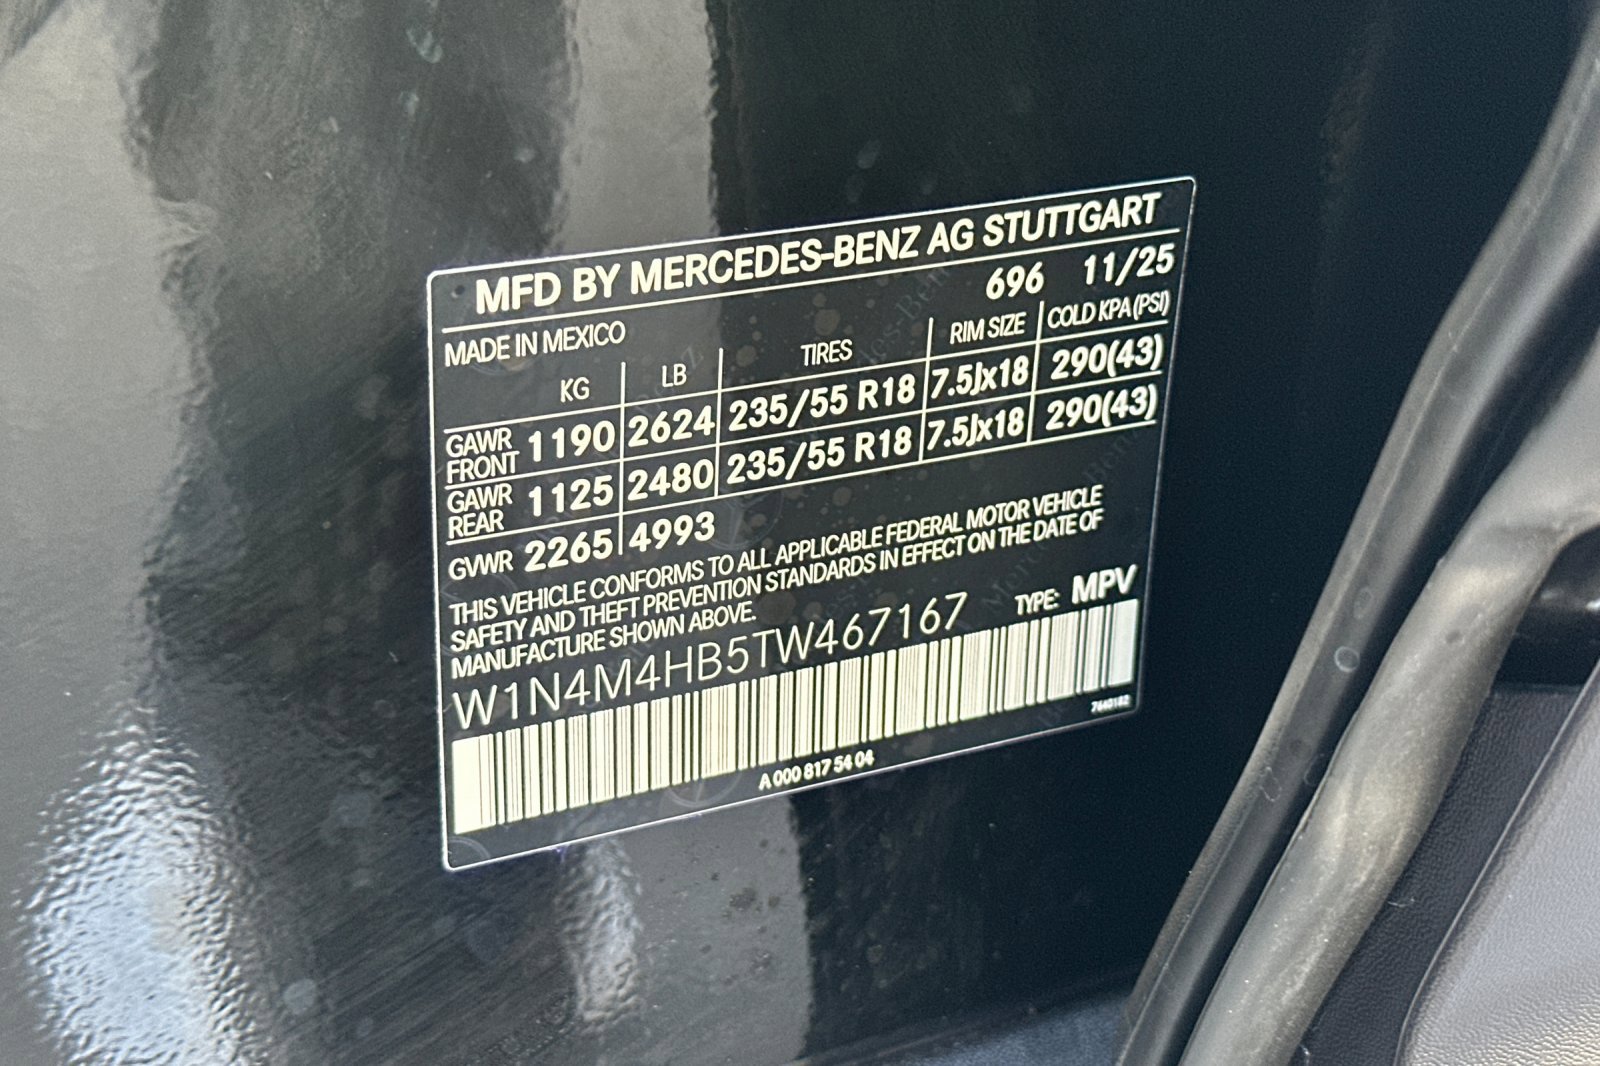 MFD BY MERCEDES-BENZ AG STUTTGART
696 11/25
MADE IN MEXICO
KG LB TIRES RIM SIZE COLD KPA (PSI)
GAWR FRONT 1190 2624 235/55 R18 7.5Jx18 290(43)
GAWR REAR 1125 2480 235/55 R18 7.5Jx18 290(43)
GVWR 2265 4993
THIS VEHICLE CONFORMS TO ALL APPLICABLE FEDERAL MOTOR VEHICLE
SAFETY AND THEFT PREVENTION STANDARDS IN EFFECT ON THE DATE OF
MANUFACTURE SHOWN ABOVE.
W1N4M4HB5TW467167 TYPE: MPV
7640182
A 000 817 54 04